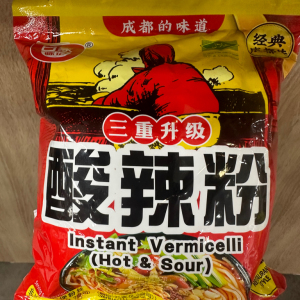 成都的味道
经典
三重升级
酸辣粉
Instant Vermicelli
(Hot & Sour)